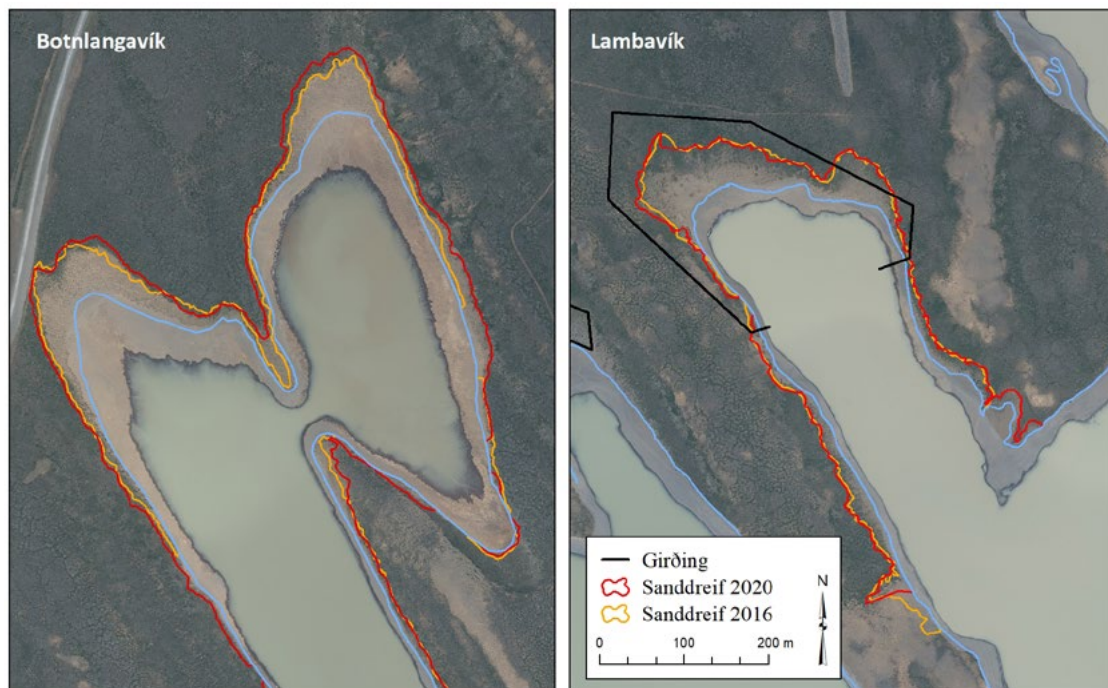 Botnlangavík
Lambavík
Girðing
Sanddreif 2020
Sanddreif 2016
N
0 100 200 m